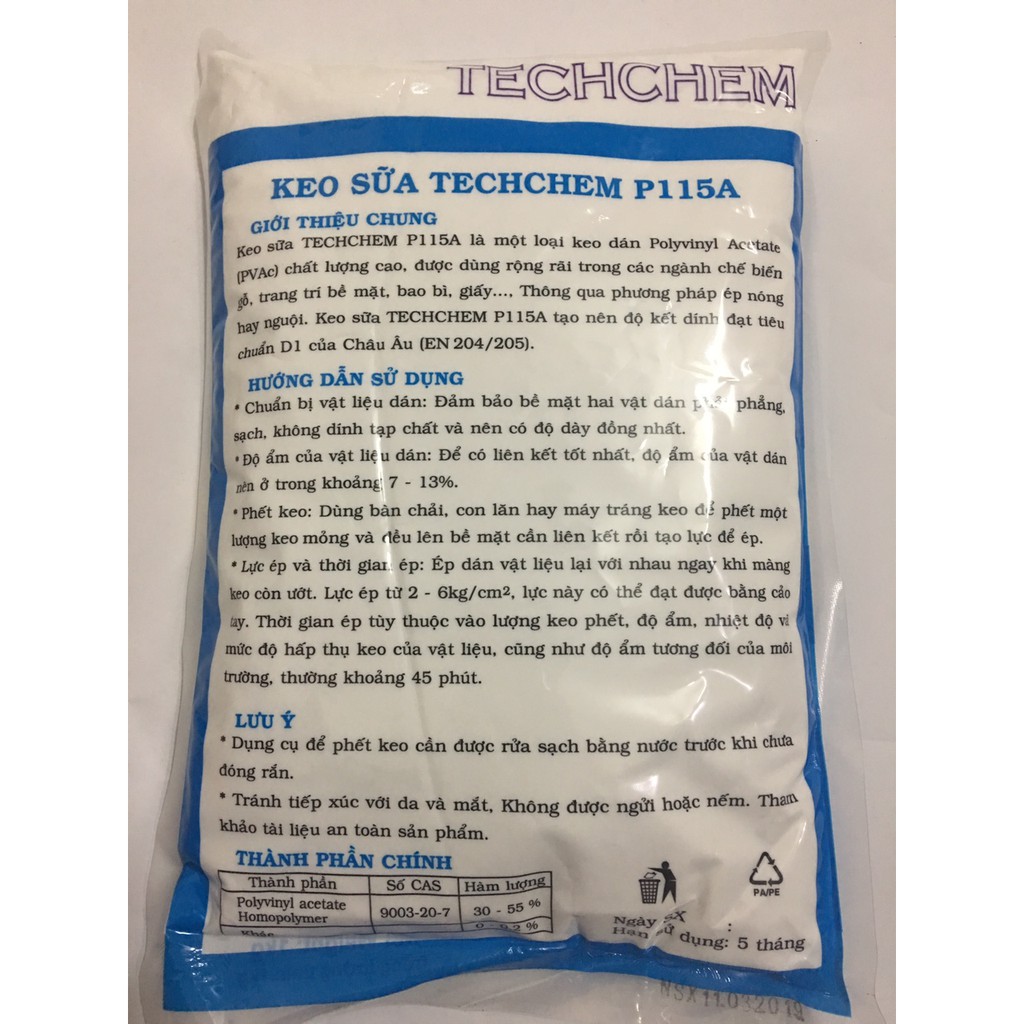 TECHCHEM
KEO SỮA TECHCHEM P115A
GIỚI THIỆU CHUNG
Keo sữa TECHCHEM P115A là một loại keo dán Polyvinyl Acetate
(PVAc) chất lượng cao, được dùng rộng rãi trong các ngành chế biến
gỗ, trang trí bề mặt, bao bì, giấy..., Thông qua phương pháp ép nóng
hay nguội. Keo sữa TECHCHEM P115A tạo nên độ kết dính đạt tiêu
chuẩn D1 của Châu Âu (EN 204/205).
HƯỚNG DẪN SỬ DỤNG
* Chuẩn bị vật liệu dán: Đảm bảo bề mặt hai vật dán phẳng,
sạch, không dính tạp chất và nên có độ dày đồng nhất.
* Độ ẩm của vật liệu dán: Để có liên kết tốt nhất, độ ẩm của vật dán
nên ở trong khoảng 7 - 13%.
* Phết keo: Dùng bàn chải, con lăn hay máy tráng keo để phết một
lượng keo mỏng và đều lên bề mặt cần liên kết rồi tạo lực để ép.
* Lực ép và thời gian ép: Ép dán vật liệu lại với nhau ngay khi màng
keo còn ướt. Lực ép từ 2 - 6kg/cm², lực này có thể đạt được bằng cảo
tay. Thời gian ép tùy thuộc vào lượng keo phết, độ ẩm, nhiệt độ và
mức độ hấp thụ keo của vật liệu, cũng như độ ẩm tương đối của môi
trường, thường khoảng 45 phút.
LƯU Ý
* Dụng cụ để phết keo cần được rửa sạch bằng nước trước khi chưa
đóng rắn.
* Tránh tiếp xúc với da và mắt, Không được ngửi hoặc nếm. Tham
khảo tài liệu an toàn sản phẩm.
THÀNH PHẦN CHÍNH
Thành phần Số CAS Hàm lượng
Polyvinyl acetate
Homopolymer 9003-20-7 30 - 55 %
Khác
PA/PE
Ngày SX :
Hạn sử dụng: 5 tháng